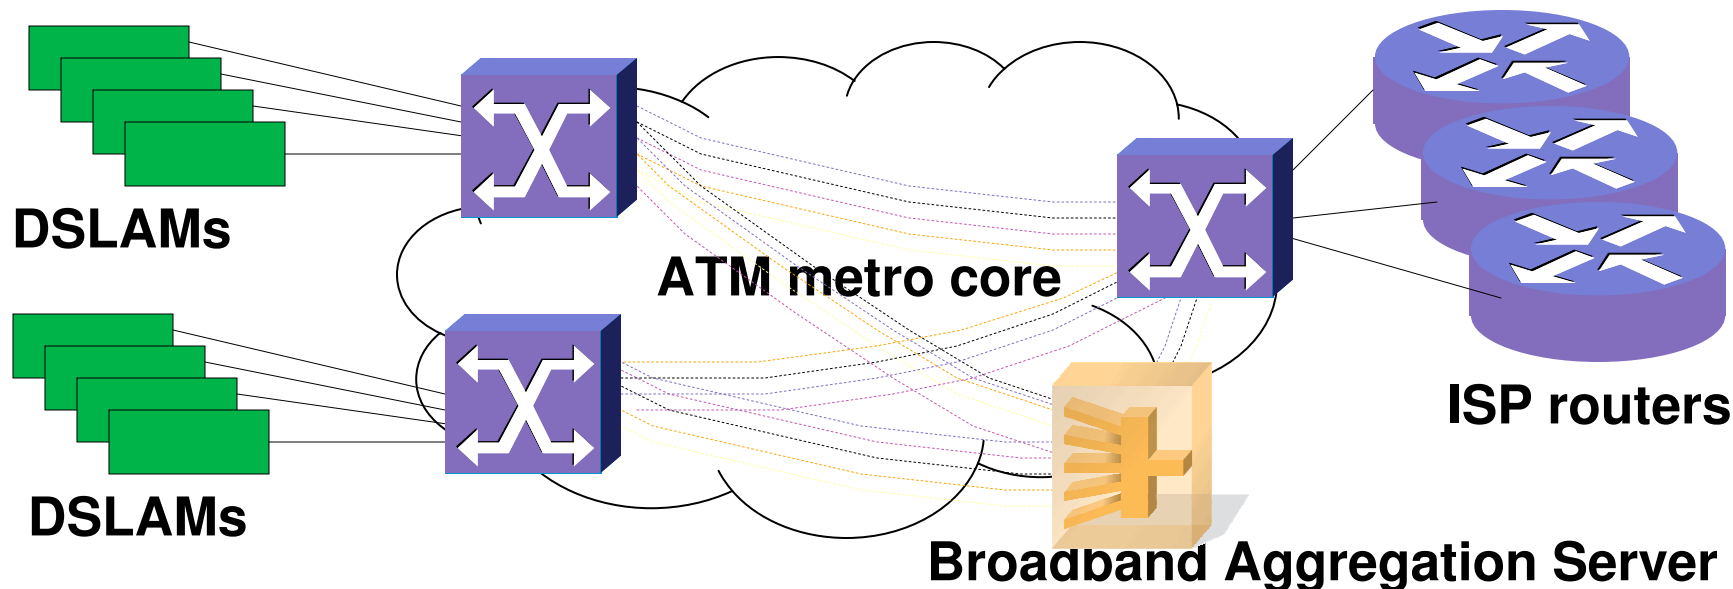 DSLAMs
ATM metro core
ISP routers
DSLAMs
Broadband Aggregation Server